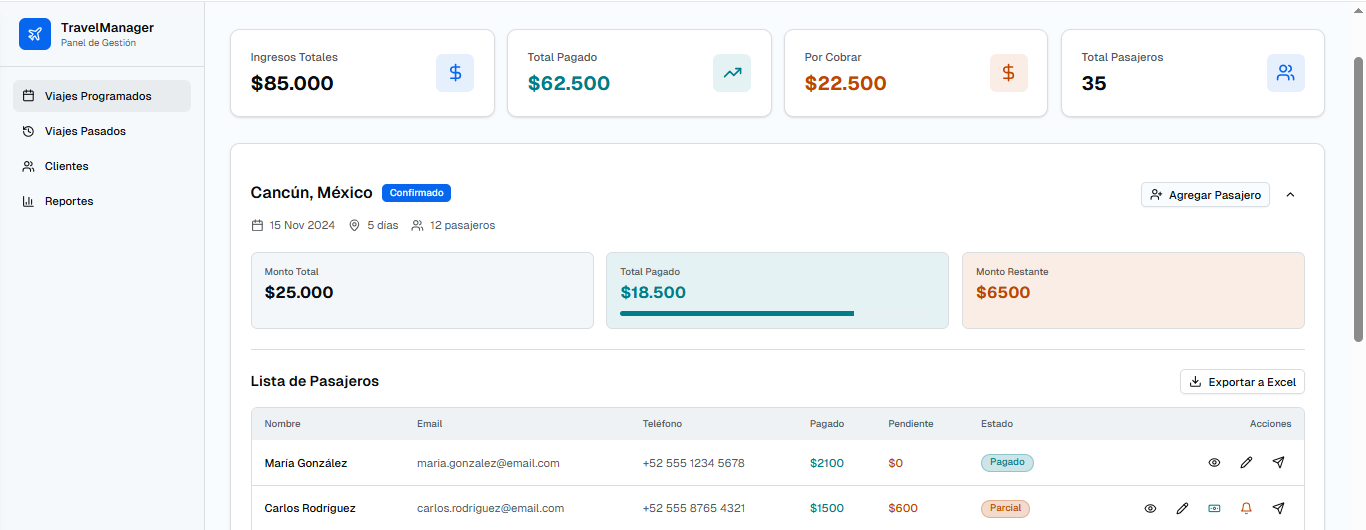 TravelManager
Panel de Gestión
Viajes Programados
Viajes Pasados
Clientes
Reportes
Ingresos Totales
$85.000
Total Pagado
$62.500
Por Cobrar
$22.500
Total Pasajeros
35
Cancún, México Confirmado
Agregar Pasajero
15 Nov 2024 5 días 12 pasajeros
Monto Total
$25.000
Total Pagado
$18.500
Monto Restante
$6500
Lista de Pasajeros
Exportar a Excel
Nombre Email Teléfono Pagado Pendiente Estado Acciones
María González maria.gonzalez@email.com +52 555 1234 5678 $2100 $0 Pagado
Carlos Rodríguez carlos.rodriguez@email.com +52 555 8765 4321 $1500 $600 Parcial